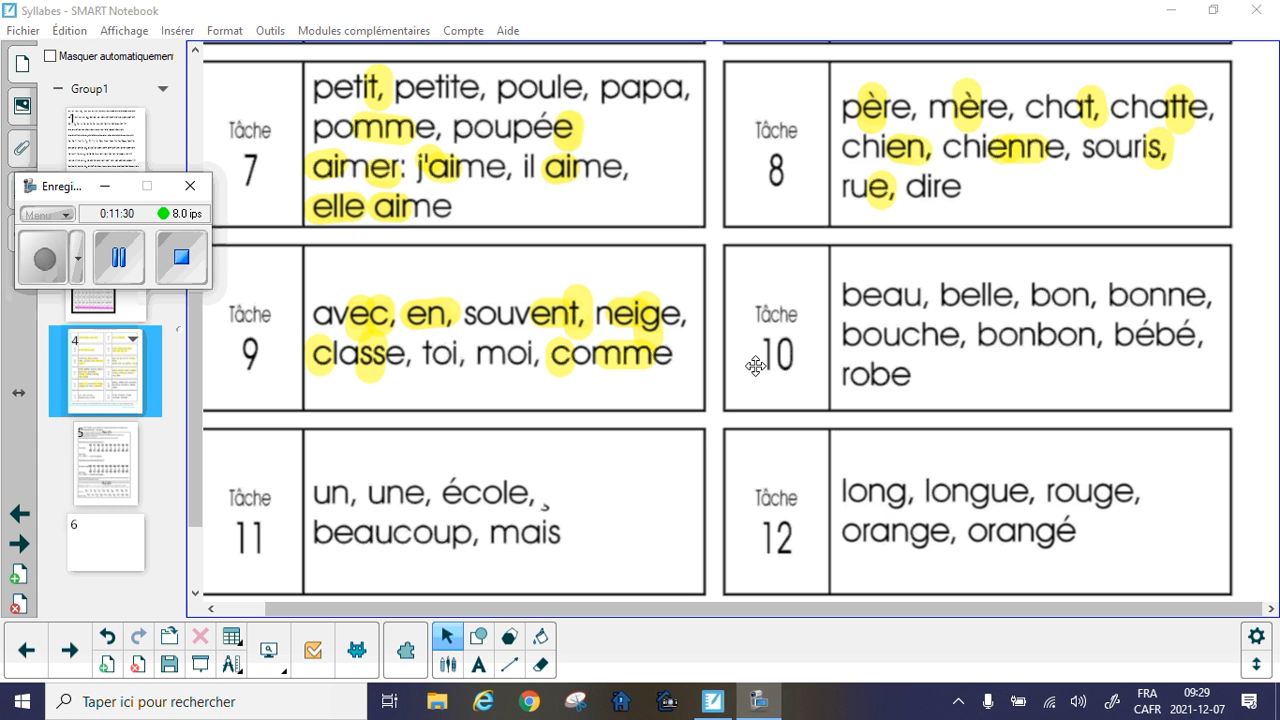 Syllabes - SMART Notebook
Fichier Édition Affichage Insérer Format Outils Modules complémentaires Compte Aide
Masquer automatiquement
Group1
1
Enregi...
Menu
0:11:30 8.0 ips
4
5
6
Tâche 7
petit, petite, poule, papa,
pomme, poupée
aimer: j'aime, il aime,
elle aime
Tâche 8
père, mère, chat, chatte,
chien, chienne, souris,
rue, dire
Tâche 9
avec, en, souvent, neige,
classe, toi, moi, comme
Tâche 10
beau, belle, bon, bonne,
bouche, bonbon, bébé,
robe
Tâche 11
un, une, école,
beaucoup, mais
Tâche 12
long, longue, rouge,
orange, orangé
A
Taper ici pour rechercher
FRA 09:29
CAFR 2021-12-07